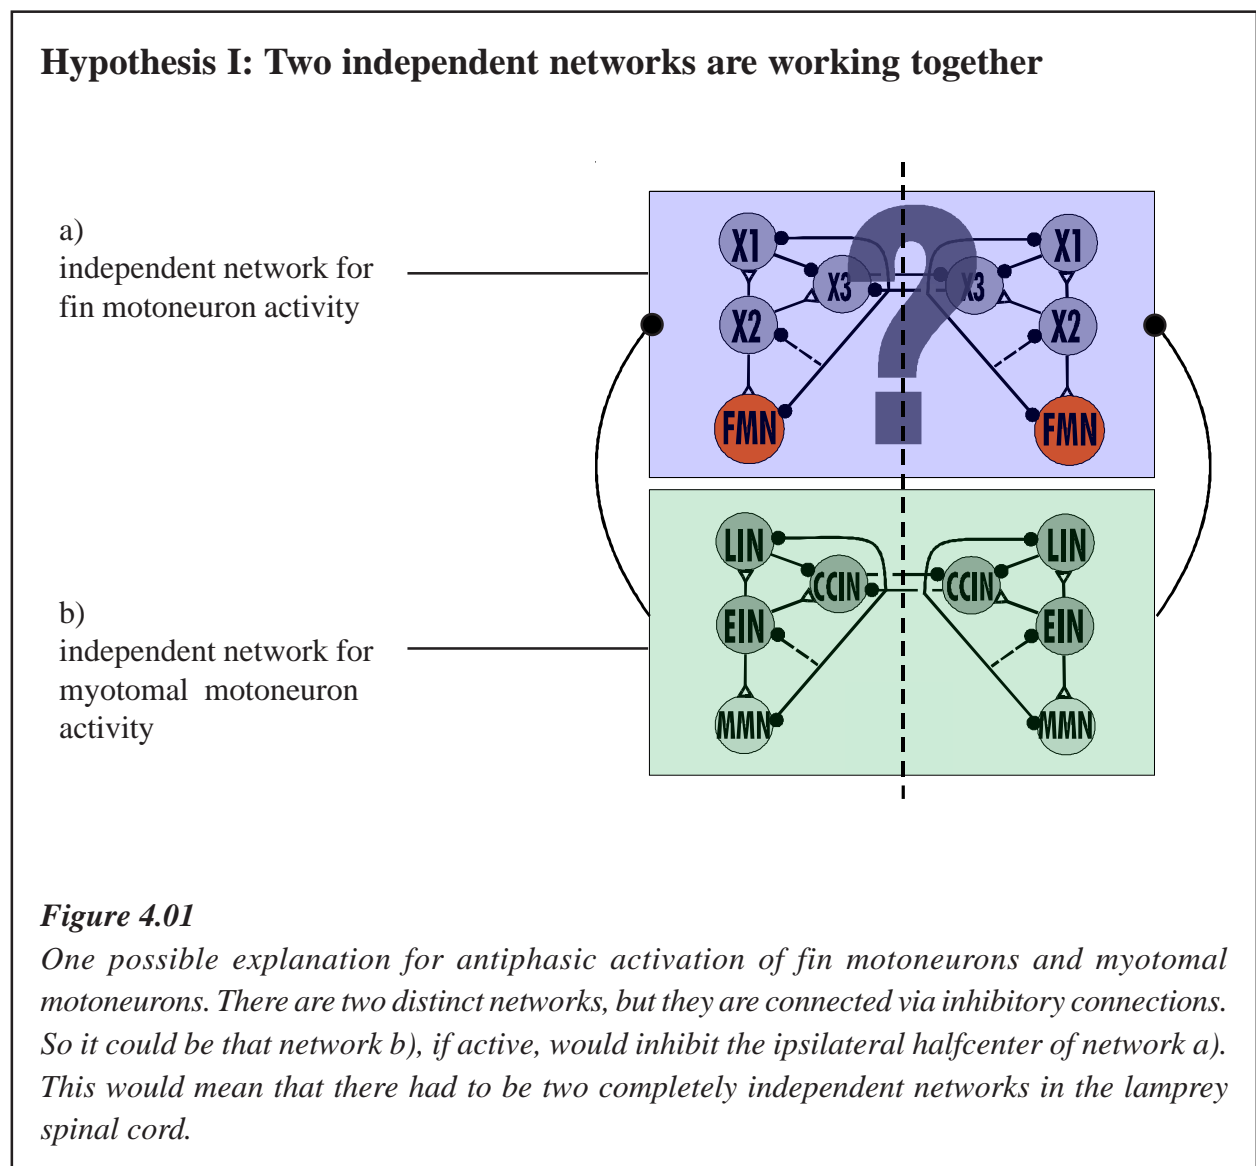 Hypothesis I: Two independent networks are working together
a)
independent network for
fin motoneuron activity
X1 X1
X3 X3
X2 X2
?
FMN FMN
b)
independent network for
myotomal motoneuron
activity
LIN LIN
CCIN CCIN
EIN EIN
MMN MMN
Figure 4.01
One possible explanation for antiphasic activation of fin motoneurons and myotomal
motoneurons. There are two distinct networks, but they are connected via inhibitory connections.
So it could be that network b), if active, would inhibit the ipsilateral halfcenter of network a).
This would mean that there had to be two completely independent networks in the lamprey
spinal cord.